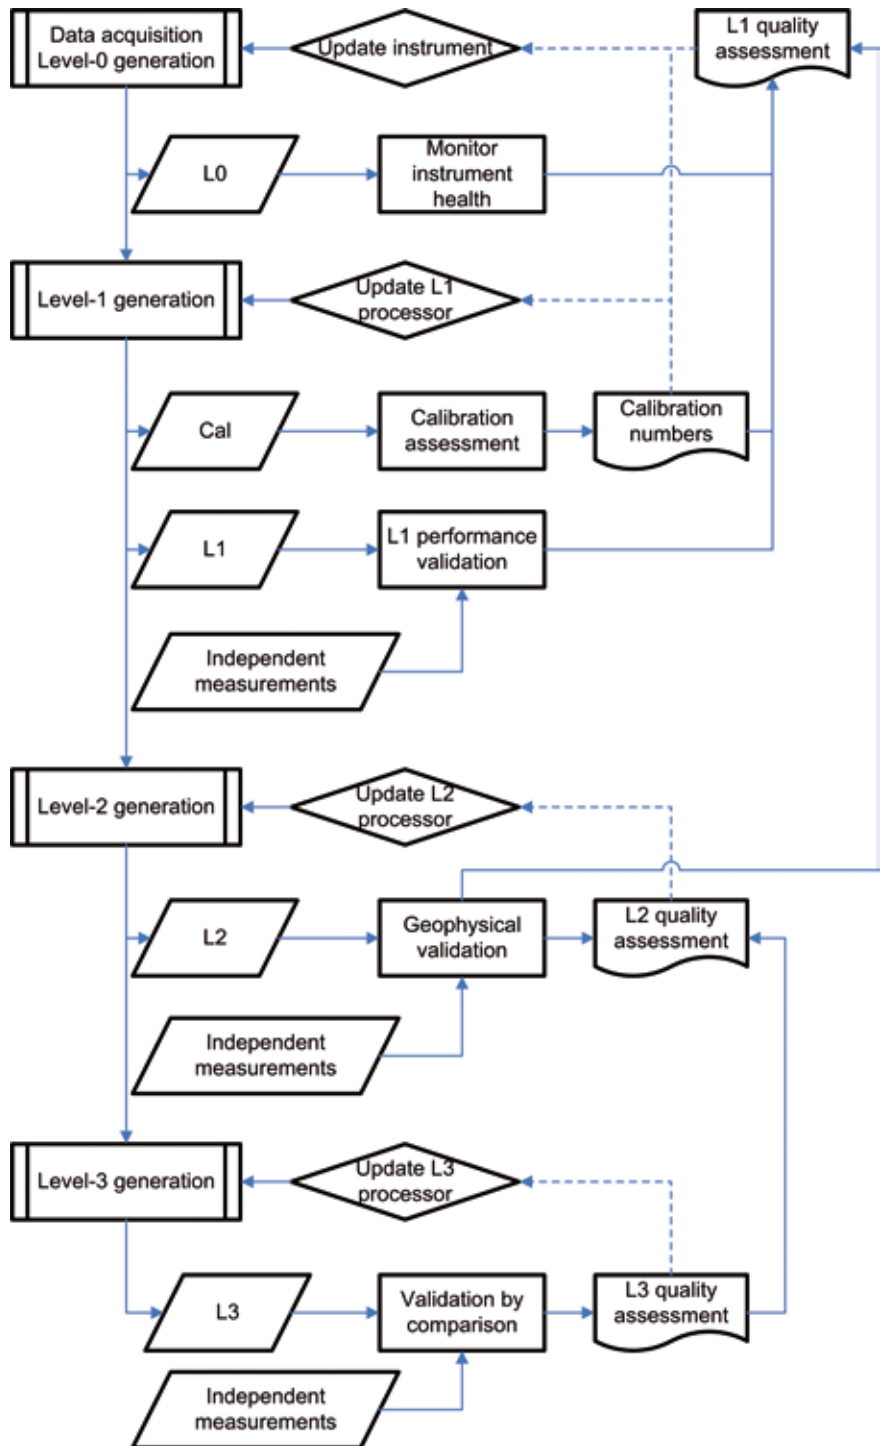 Data acquisition
Level-0 generation
Update instrument
L1 quality
assessment
L0
Monitor
instrument
health
Level-1 generation
Update L1
processor
Cal
Calibration
assessment
Calibration
numbers
L1
L1 performance
validation
Independent
measurements
Level-2 generation
Update L2
processor
L2
Geophysical
validation
L2 quality
assessment
Independent
measurements
Level-3 generation
Update L3
processor
L3
Validation by
comparison
L3 quality
assessment
Independent
measurements